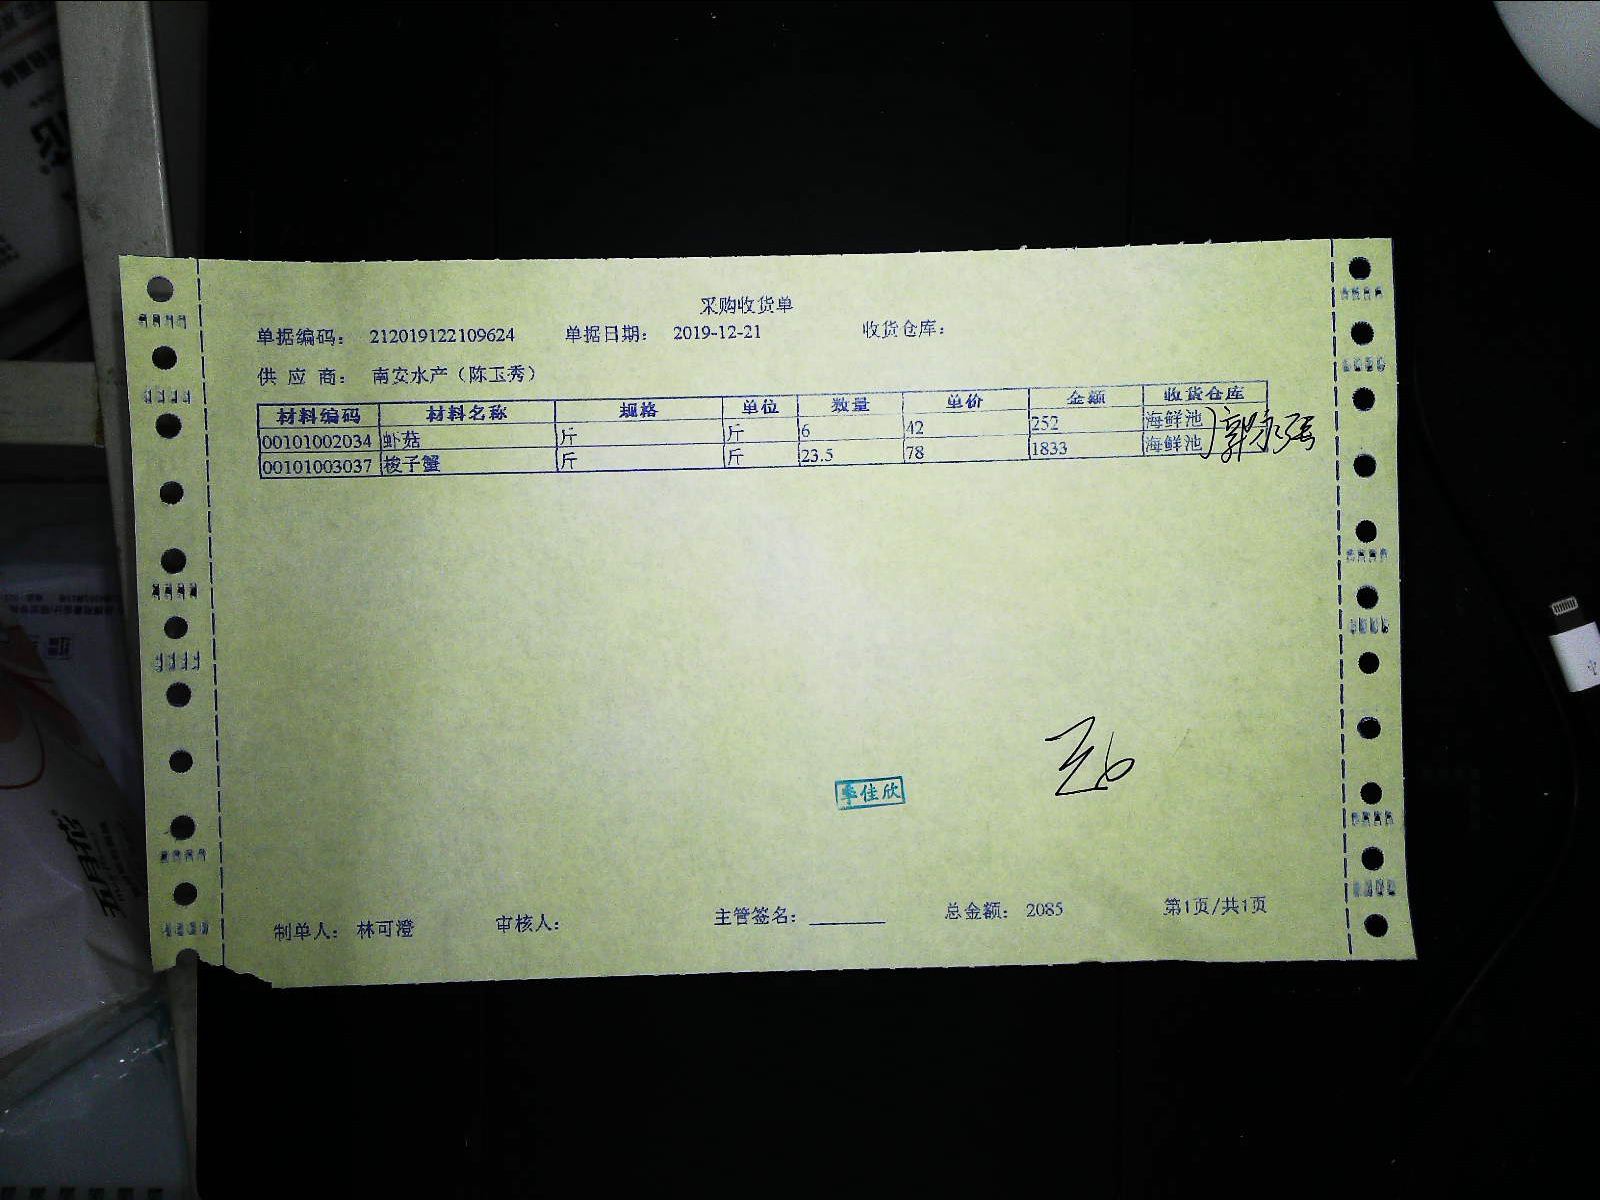 采购收货单
单据编码： 212019122109624 单据日期： 2019-12-21 收货仓库：
供 应 商： 南安水产（陈玉秀）
材料编码 材料名称 规格 单位 数量 单价 金额 收货仓库
00101002034 虾菇 斤 斤 6 42 252 海鲜池
00101003037 梭子蟹 斤 斤 23.5 78 1833 海鲜池
郭永强
李佳欣
制单人： 林可澄 审核人： 主管签名： 总金额： 2085 第1页/共1页